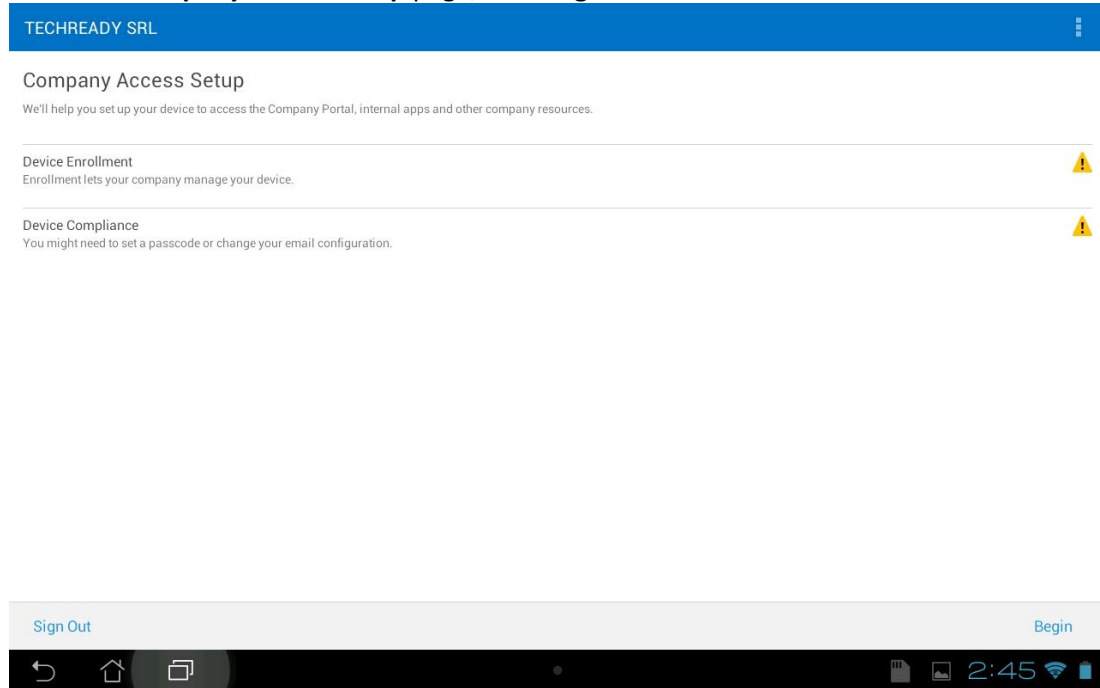 TECHREADY SRL
Company Access Setup
We'll help you set up your device to access the Company Portal, internal apps and other company resources.
Device Enrollment
Enrollment lets your company manage your device.
Device Compliance
You might need to set a passcode or change your email configuration.
Sign Out
Begin
2:45